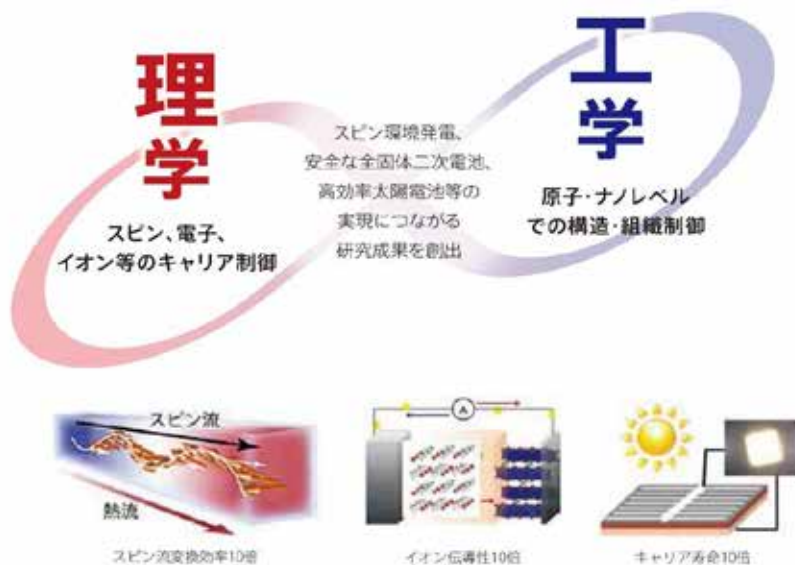 理学
スピン、電子、
イオン等のキャリア制御
スピン環境発電、
安全な全固体二次電池、
高効率太陽電池等の
実現につながる
研究成果を創出
工学
原子・ナノレベル
での構造・組織制御
スピン流
熱流
スピン流変換効率10倍
A
イオン伝導性10倍
キャリア寿命10倍